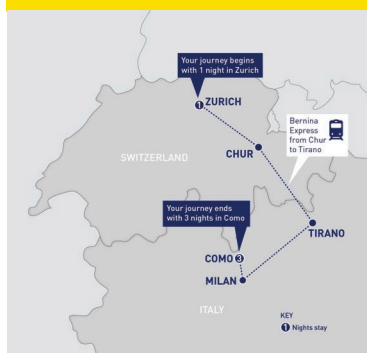 Your journey begins
with 1 night in Zurich
1 ZURICH
Bernina
Express
from Chur
to Tirano
CHUR
SWITZERLAND
Your journey ends
with 3 nights in Como
TIRANO
COMO 3
MILAN
ITALY
KEY
1 Nights stay